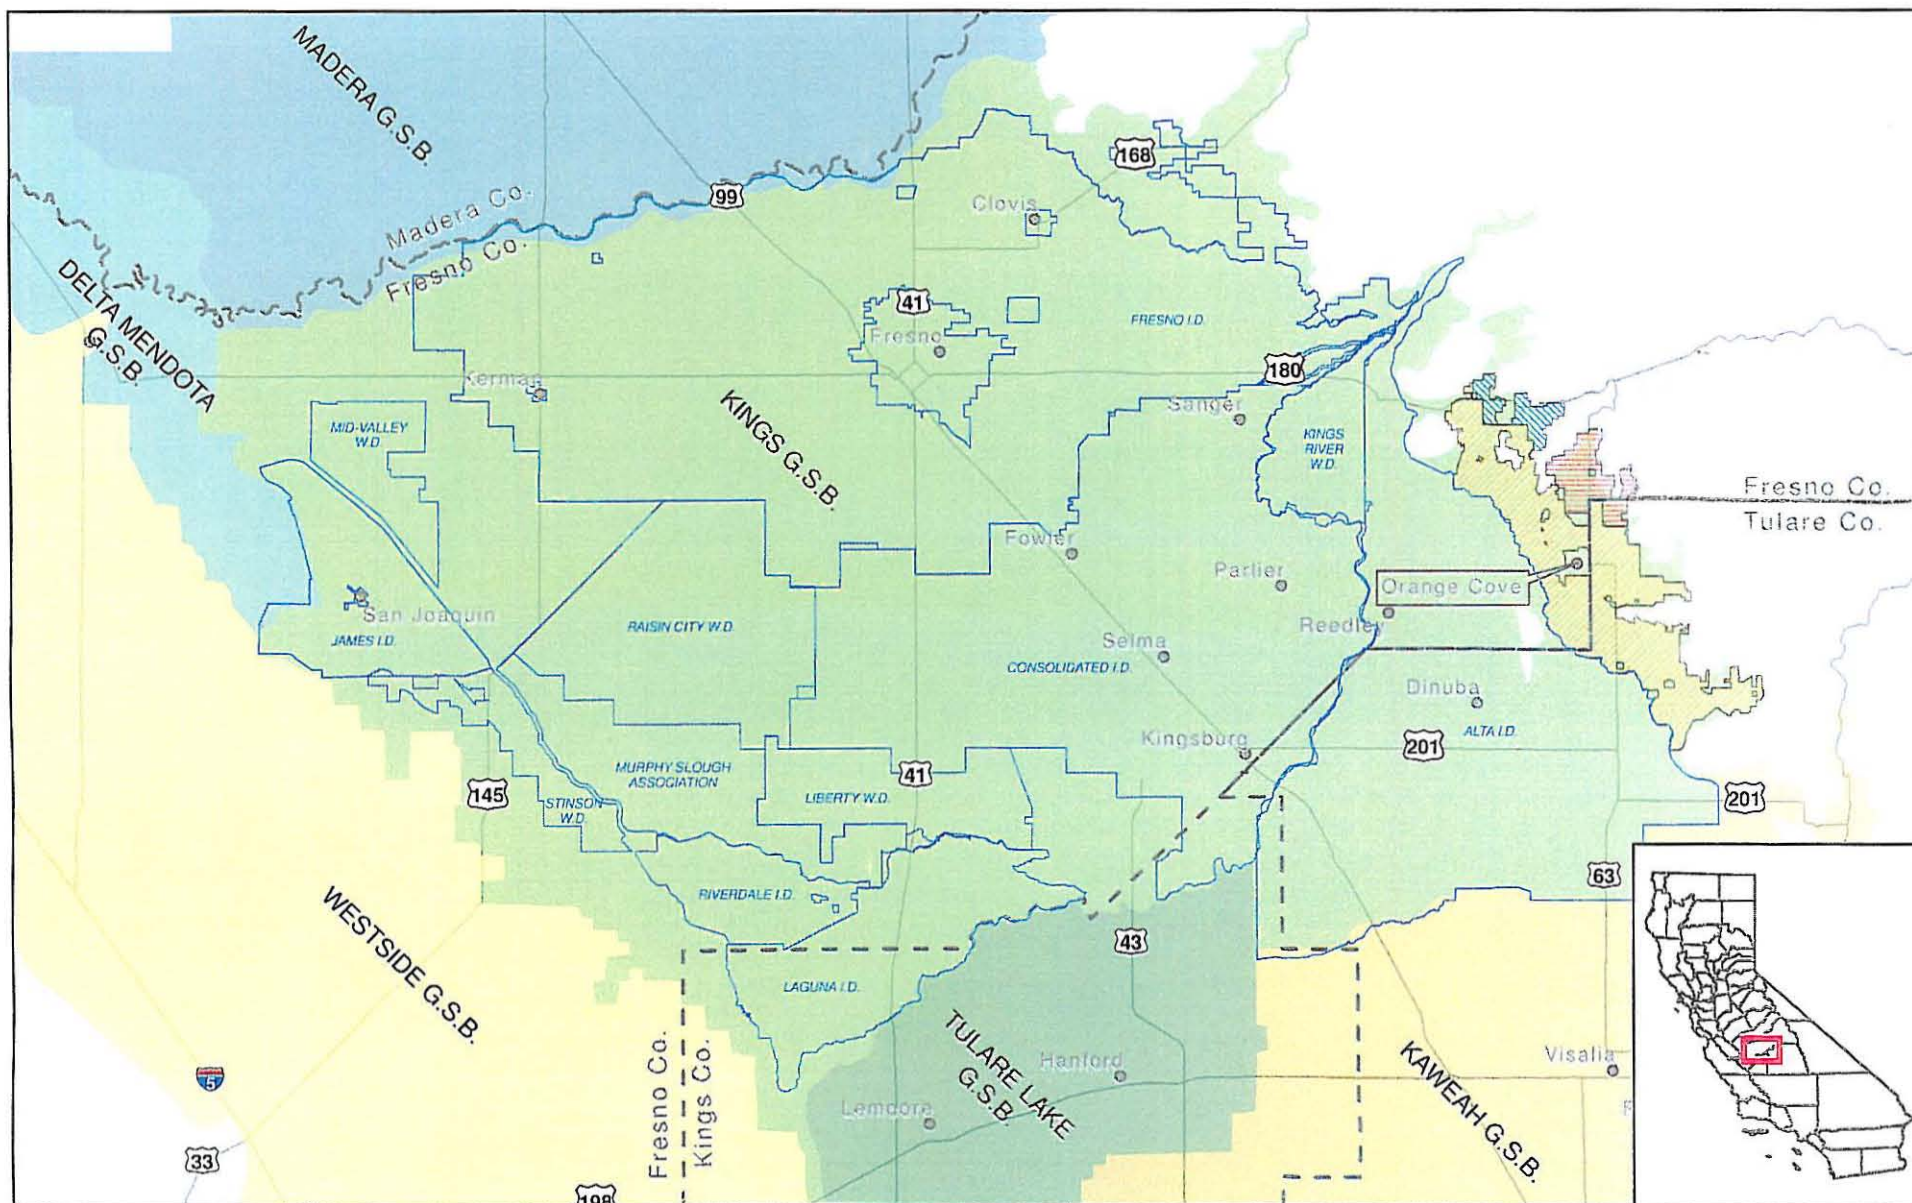 MADERA G.S.B.
168
99
Madera Co.
Clovis
Fresno Co.
DELTA MENDOTA
G.S.B.
41
FRESNO I.D.
Fresno
180
Kerman
KINGS G.S.B.
Sanger
MID-VALLEY
W.D.
KINGS
RIVER
W.D.
Fresno Co.
Tulare Co.
Fowler
Parlier
Orange Cove
San Joaquin
JAMES I.D.
RAISIN CITY W.D.
Reedley
Selma
CONSOLIDATED I.D.
Dinuba
ALTA I.D.
Kingsburg
201
MURPHY SLOUGH
ASSOCIATION
41
145
STINSON
W.D.
LIBERTY W.D.
201
63
RIVERDALE I.D.
WESTSIDE G.S.B.
43
LAGUNA I.D.
TULARE LAKE
G.S.B.
Hanford
KAWEAH G.S.B.
Visalia
5
Fresno Co.
Kings Co.
Lemoore
33
198